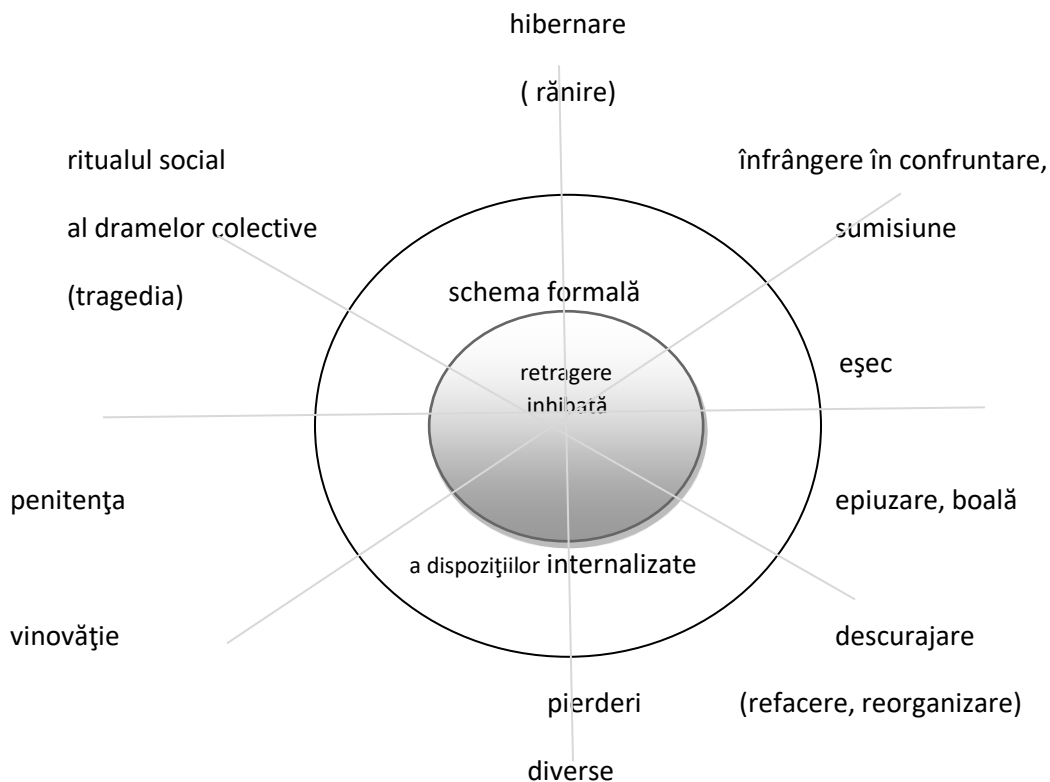 hibernare
( rănire)
ritualul social
al dramelor colective
(tragedia)
înfrângere în confruntare,
sumisiune
schema formală
retragere
inhibată
eşec
penitenţa
epiuzare, boală
a dispoziţiilor internalizate
vinovăţie
descurajare
pierderi
(refacere, reorganizare)
diverse